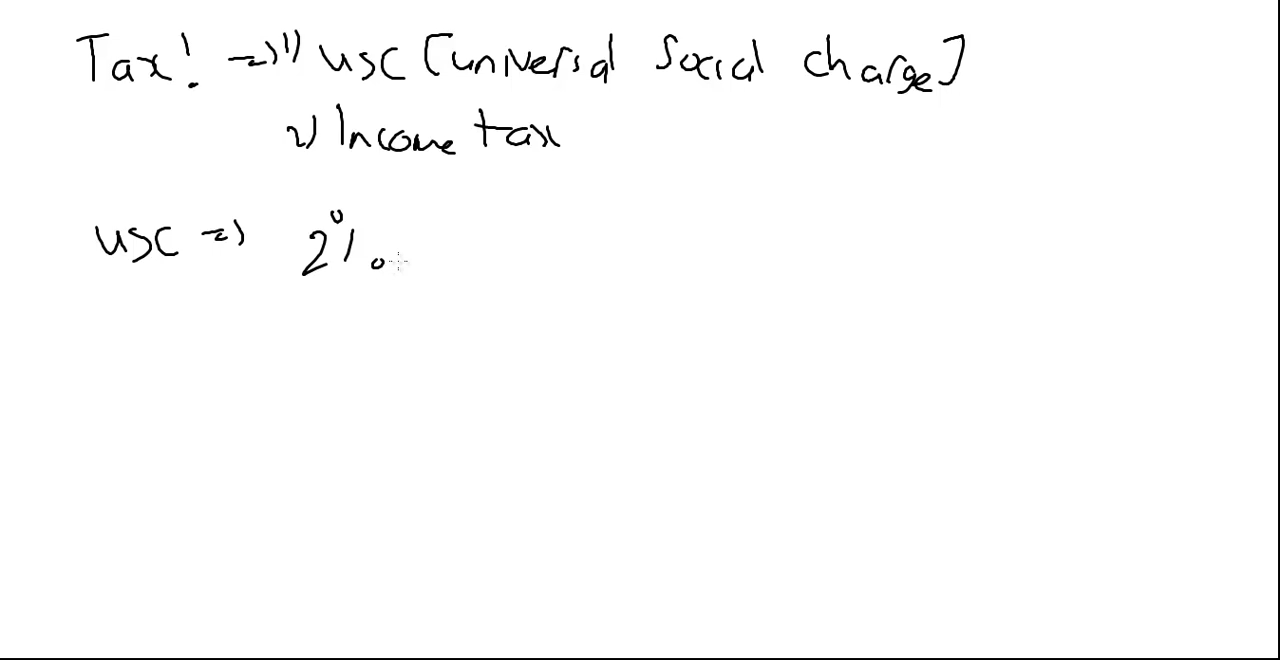 Tax! => 1) USC [Universal Social Charge]
2) Income tax
USC => 2%